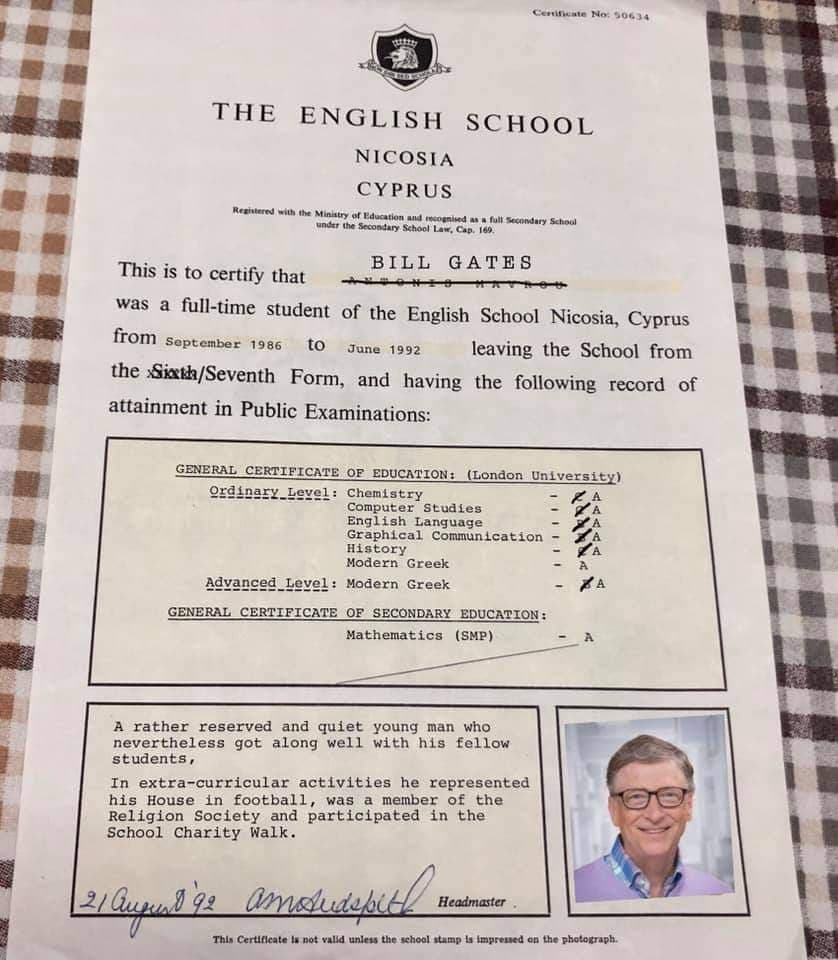 Certificate No: 50634
THE ENGLISH SCHOOL
NICOSIA
CYPRUS
Registered with the Ministry of Education and recognised as a full Secondary School
under the Secondary School Law, Cap. 169.
BILL GATES
This is to certify that ANTONIS MAVROU
was a full-time student of the English School Nicosia, Cyprus
from September 1986 to June 1992 leaving the School from
the Sixth/Seventh Form, and having the following record of
attainment in Public Examinations:
GENERAL CERTIFICATE OF EDUCATION: (London University)
Ordinary Level: Chemistry - A
Computer Studies - A
English Language - A
Graphical Communication - A
History - A
Modern Greek - A
Advanced Level: Modern Greek - A
GENERAL CERTIFICATE OF SECONDARY EDUCATION:
Mathematics (SMP) - A
A rather reserved and quiet young man who
nevertheless got along well with his fellow
students,
In extra-curricular activities he represented
his House in football, was a member of the
Religion Society and participated in the
School Charity Walk.
21 August '92 Headmaster.
This Certificate is not valid unless the school stamp is impressed on the photograph.